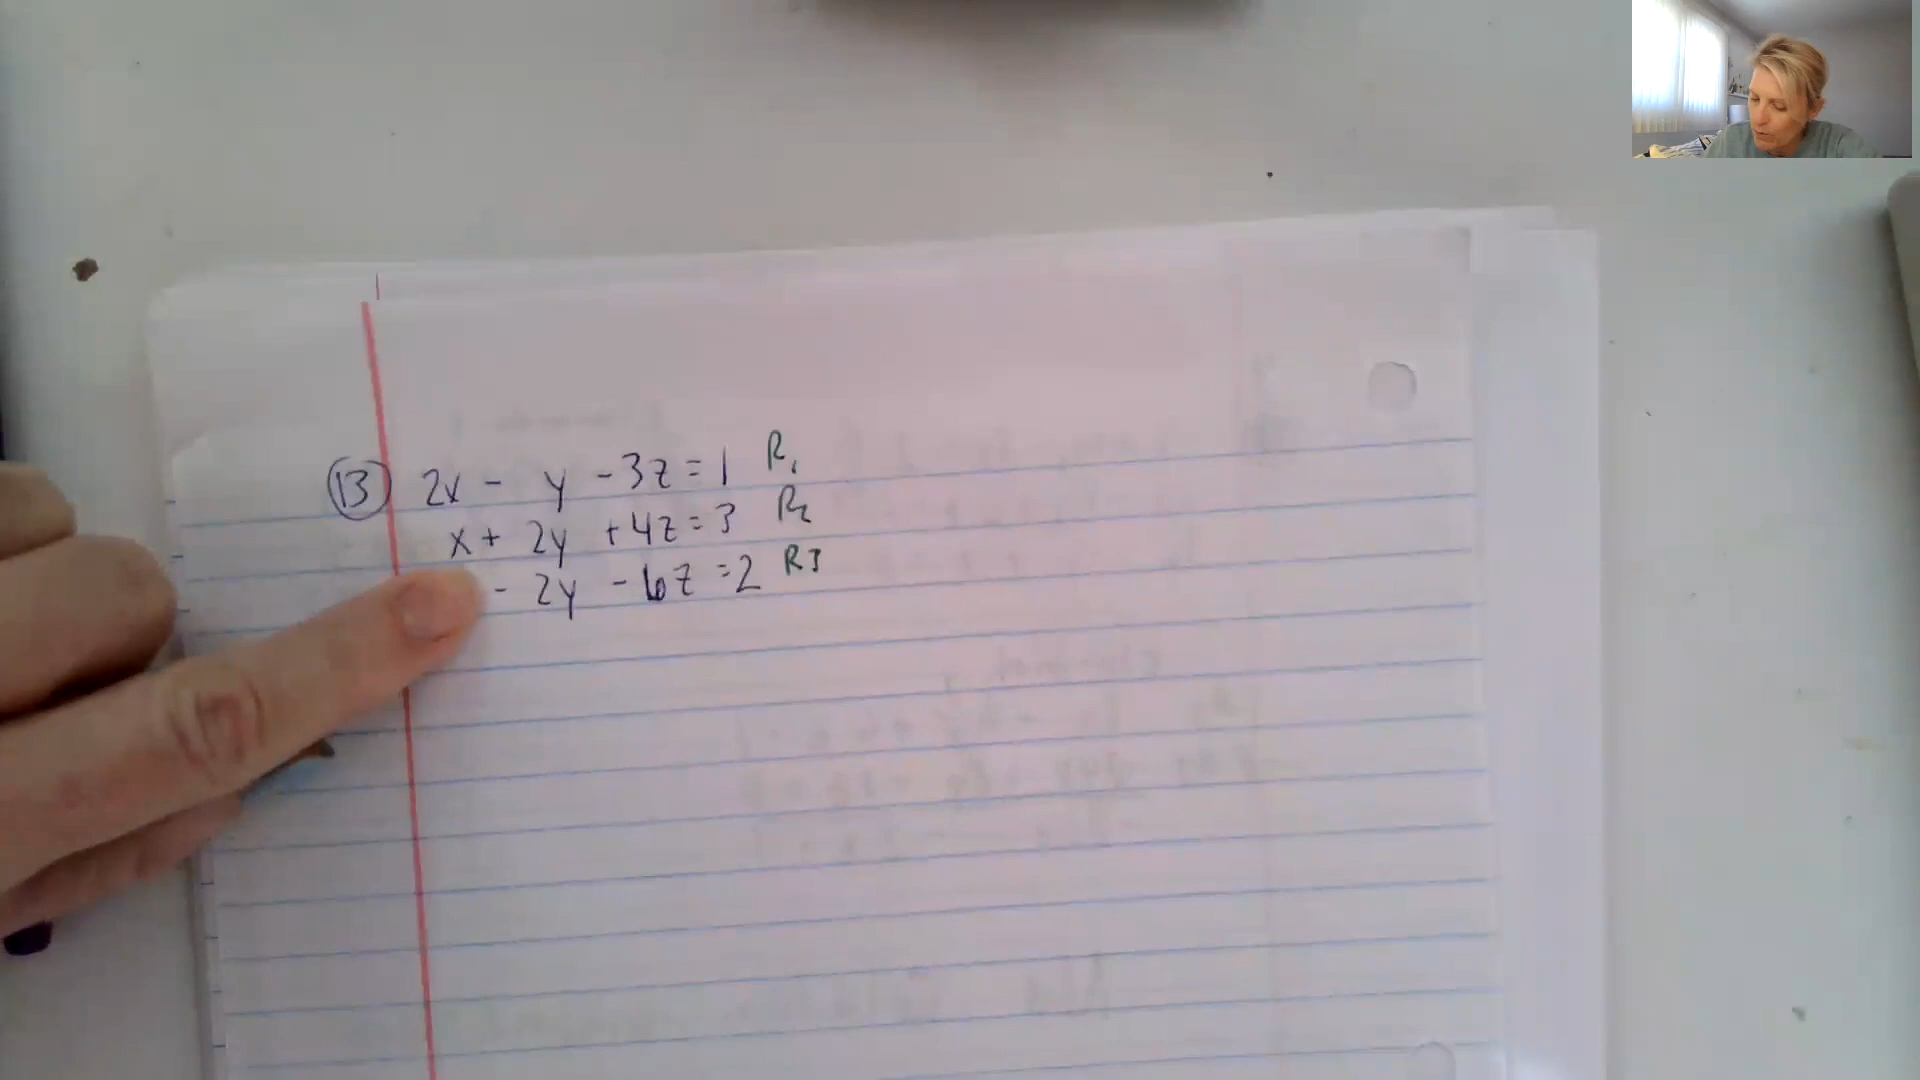 13 2x - y - 3z = 1 R1
x + 2y + 4z = 3 R2
- 2y - 6z = 2 R3